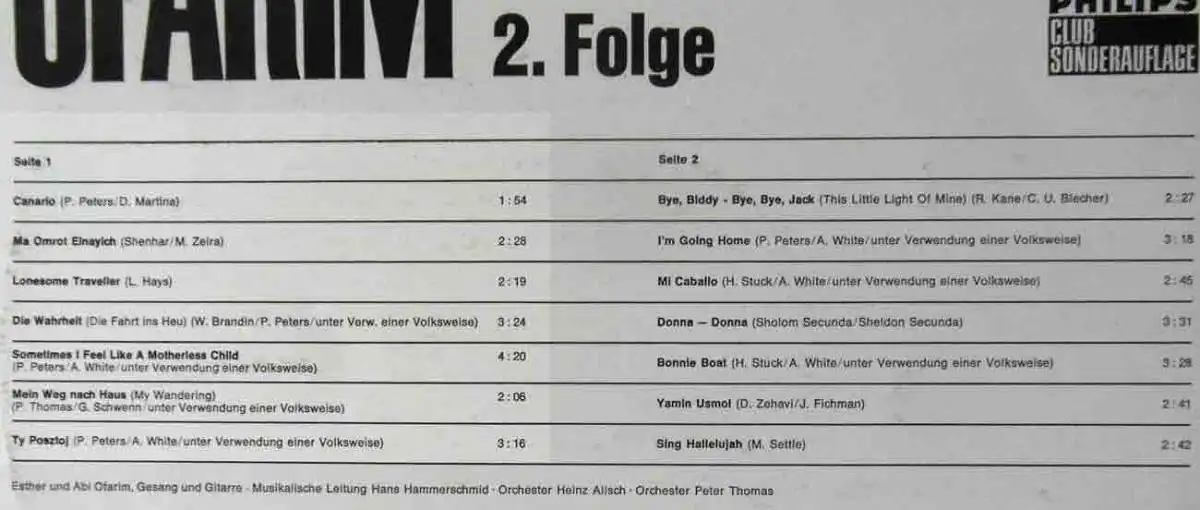 OFARIM 2. Folge
PHILIPS
CLUB
SONDERAUFLAGE
Seite 1
Canario (P. Peters/D. Martina) 1:54
Ma Omrot Einayich (Shenhar/M. Zeira) 2:28
Lonesome Traveller (L. Hays) 2:19
Die Wahrheit (Die Fahrt ins Heu) (W. Brandin/P. Peters/unter Verw. einer Volksweise) 3:24
Sometimes I Feel Like A Motherless Child 4:20
(P. Peters/A. White/unter Verwendung einer Volksweise)
Mein Weg nach Haus (My Wandering) 2:06
(P. Thomas/G. Schwenn/unter Verwendung einer Volksweise)
Ty Posztoj (P. Peters/A. White/unter Verwendung einer Volksweise) 3:16
Seite 2
Bye, Biddy - Bye, Bye, Jack (This Little Light Of Mine) (R. Kane/C. U. Blecher) 2:27
I'm Going Home (P. Peters/A. White/unter Verwendung einer Volksweise) 3:18
Mi Caballo (H. Stuck/A. White/unter Verwendung einer Volksweise) 2:45
Donna — Donna (Sholom Secunda/Sheldon Secunda) 3:31
Bonnie Boat (H. Stuck/A. White/unter Verwendung einer Volksweise) 3:28
Yamin Usmol (D. Zehavi/J. Fichman) 2:41
Sing Hallelujah (M. Settle) 2:42
Esther und Abi Ofarim, Gesang und Gitarre · Musikalische Leitung Hans Hammerschmid · Orchester Heinz Alisch · Orchester Peter Thomas